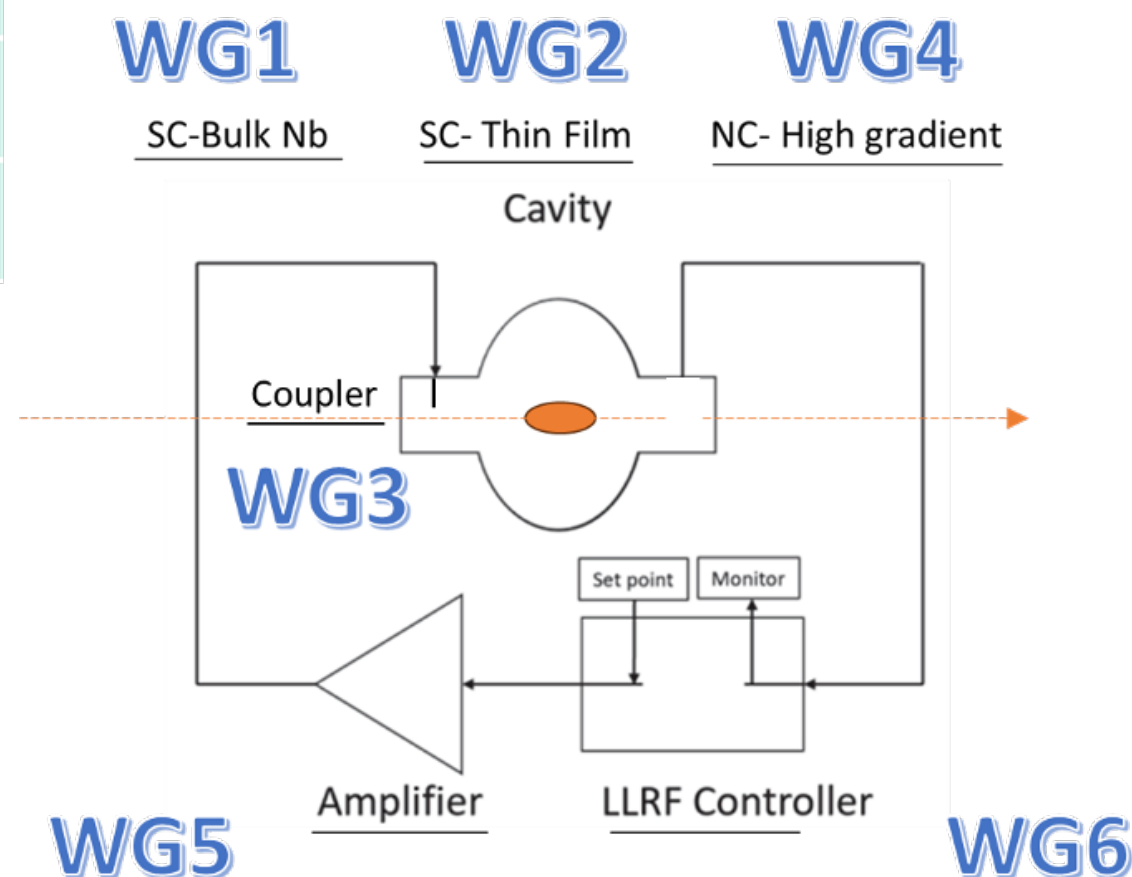 WG1 WG2 WG4
SC-Bulk Nb SC- Thin Film NC- High gradient
Cavity
Coupler
WG3
Set point Monitor
Amplifier LLRF Controller
WG5 WG6